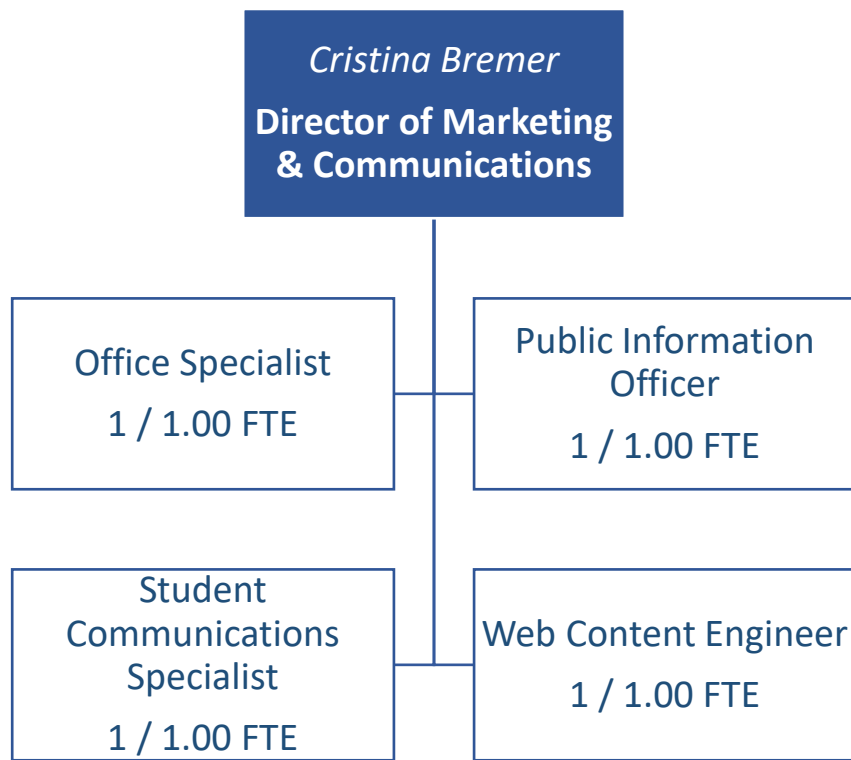 Cristina Bremer
Director of Marketing
& Communications
Office Specialist
1 / 1.00 FTE
Public Information
Officer
1 / 1.00 FTE
Student
Communications
Specialist
1 / 1.00 FTE
Web Content Engineer
1 / 1.00 FTE